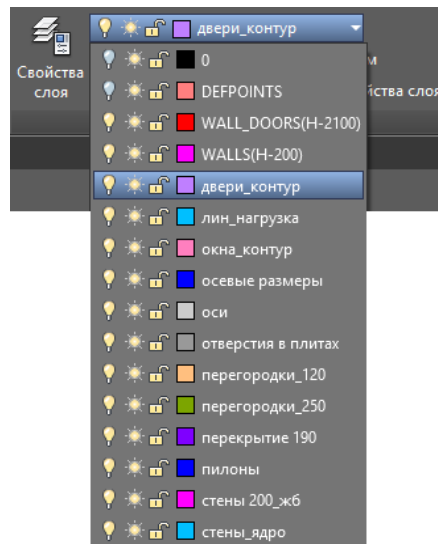 двери_контур
Свойства
слоя
м
йства слоя
0
DEFPOINTS
WALL_DOORS(H-2100)
WALLS(H-200)
двери_контур
лин_нагрузка
окна_контур
осевые размеры
оси
отверстия в плитах
перегородки_120
перегородки_250
перекрытие 190
пилоны
стены 200_жб
стены_ядро